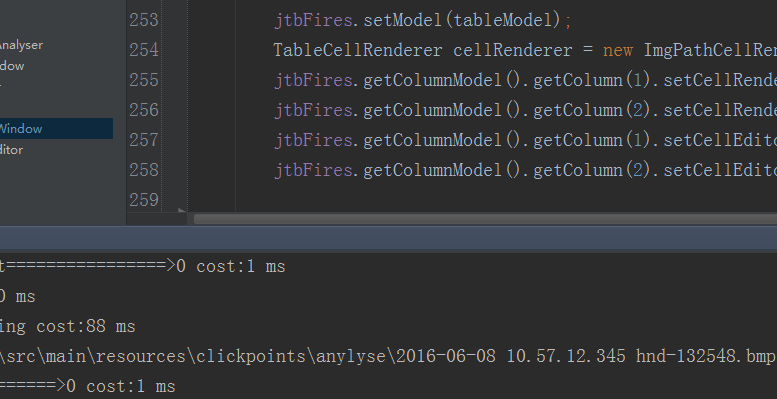 Analyser
dow
Window
ditor
253 jtbFires.setModel(tableModel);
254 TableCellRenderer cellRenderer = new ImgPathCellRen
255 jtbFires.getColumnModel().getColumn(1).setCellRende
256 jtbFires.getColumnModel().getColumn(2).setCellRende
257 jtbFires.getColumnModel().getColumn(1).setCellEdito
258 jtbFires.getColumnModel().getColumn(2).setCellEdito
259
t================>0 cost:1 ms
0 ms
ing cost:88 ms
\src\main\resources\clickpoints\anylyse\2016-06-08 10.57.12.345 hnd-132548.bmp
======>0 cost:1 ms